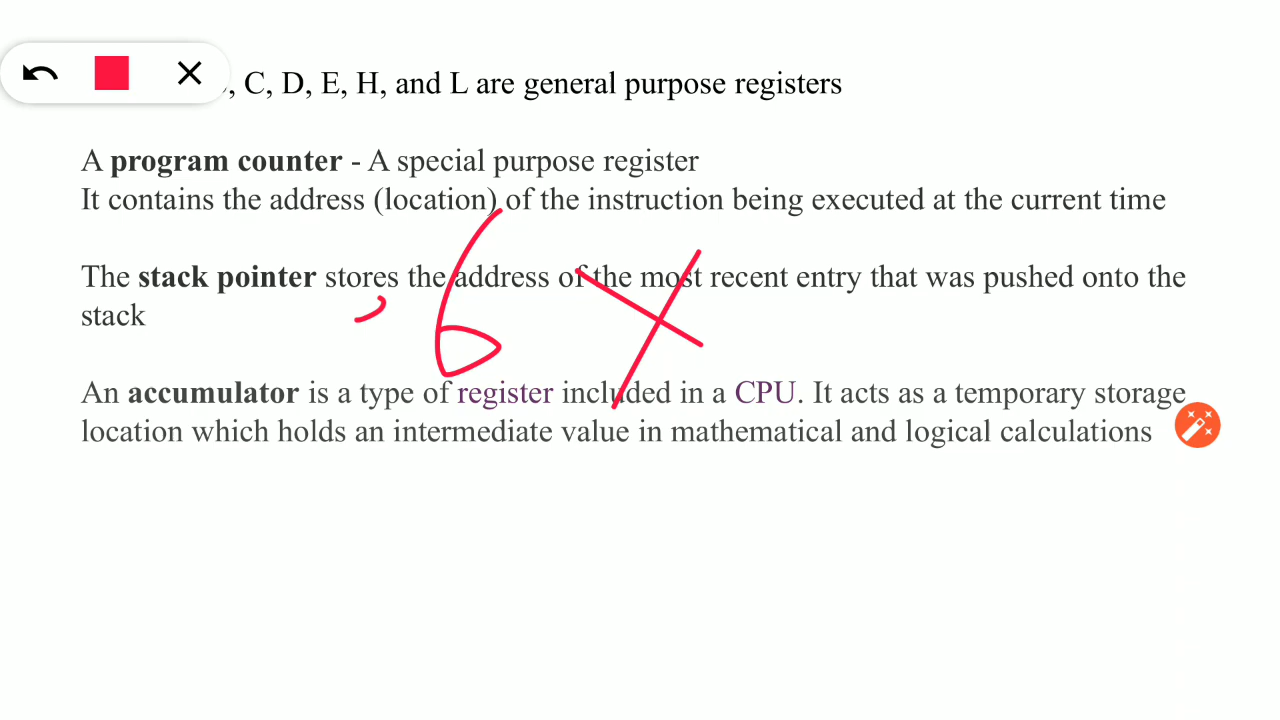 , C, D, E, H, and L are general purpose registers
A program counter - A special purpose register
It contains the address (location) of the instruction being executed at the current time
The stack pointer stores the address of the most recent entry that was pushed onto the
stack
6
An accumulator is a type of register included in a CPU. It acts as a temporary storage
location which holds an intermediate value in mathematical and logical calculations